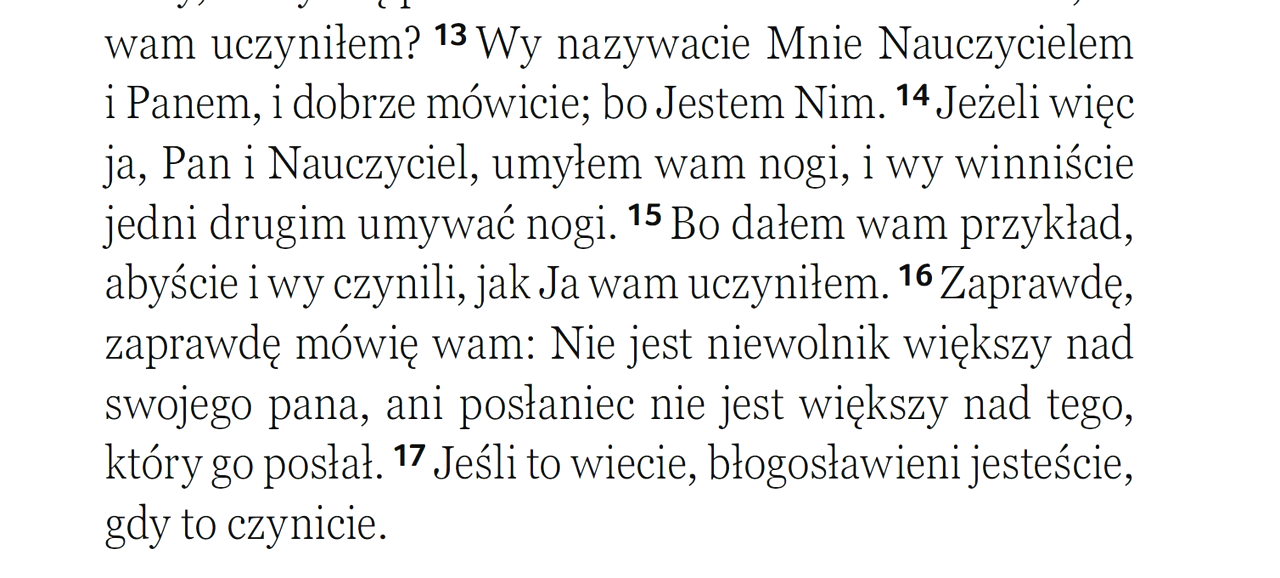 wam uczyniłem? 13 Wy nazywacie Mnie Nauczycielem
i Panem, i dobrze mówicie; bo Jestem Nim. 14 Jeżeli więc
ja, Pan i Nauczyciel, umyłem wam nogi, i wy winniście
jedni drugim umywać nogi. 15 Bo dałem wam przykład,
abyście i wy czynili, jak Ja wam uczyniłem. 16 Zaprawdę,
zaprawdę mówię wam: Nie jest niewolnik większy nad
swojego pana, ani posłaniec nie jest większy nad tego,
który go posłał. 17 Jeśli to wiecie, błogosławieni jesteście,
gdy to czynicie.